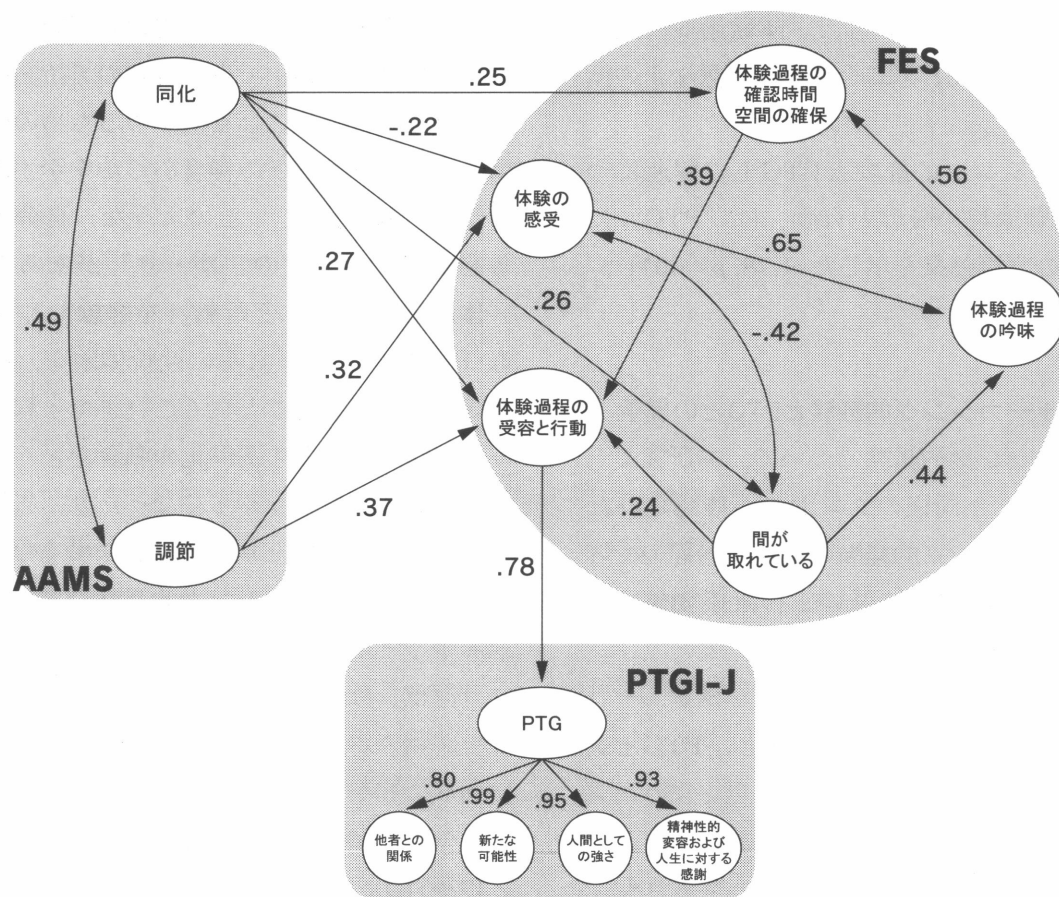 同化
.25
体験過程の
確認時間
空間の確保
FES
-.22
体験の
感受
.39
.56
.65
.27
.26
体験過程
の吟味
.49
.32
-.42
体験過程の
受容と行動
.37
.24
.44
間が
取れている
調節
AAMS
.78
PTGI-J
PTG
.80
.99
.95
.93
他者との
関係
新たな
可能性
人間として
の強さ
精神性的
変容および
人生に対する
感謝